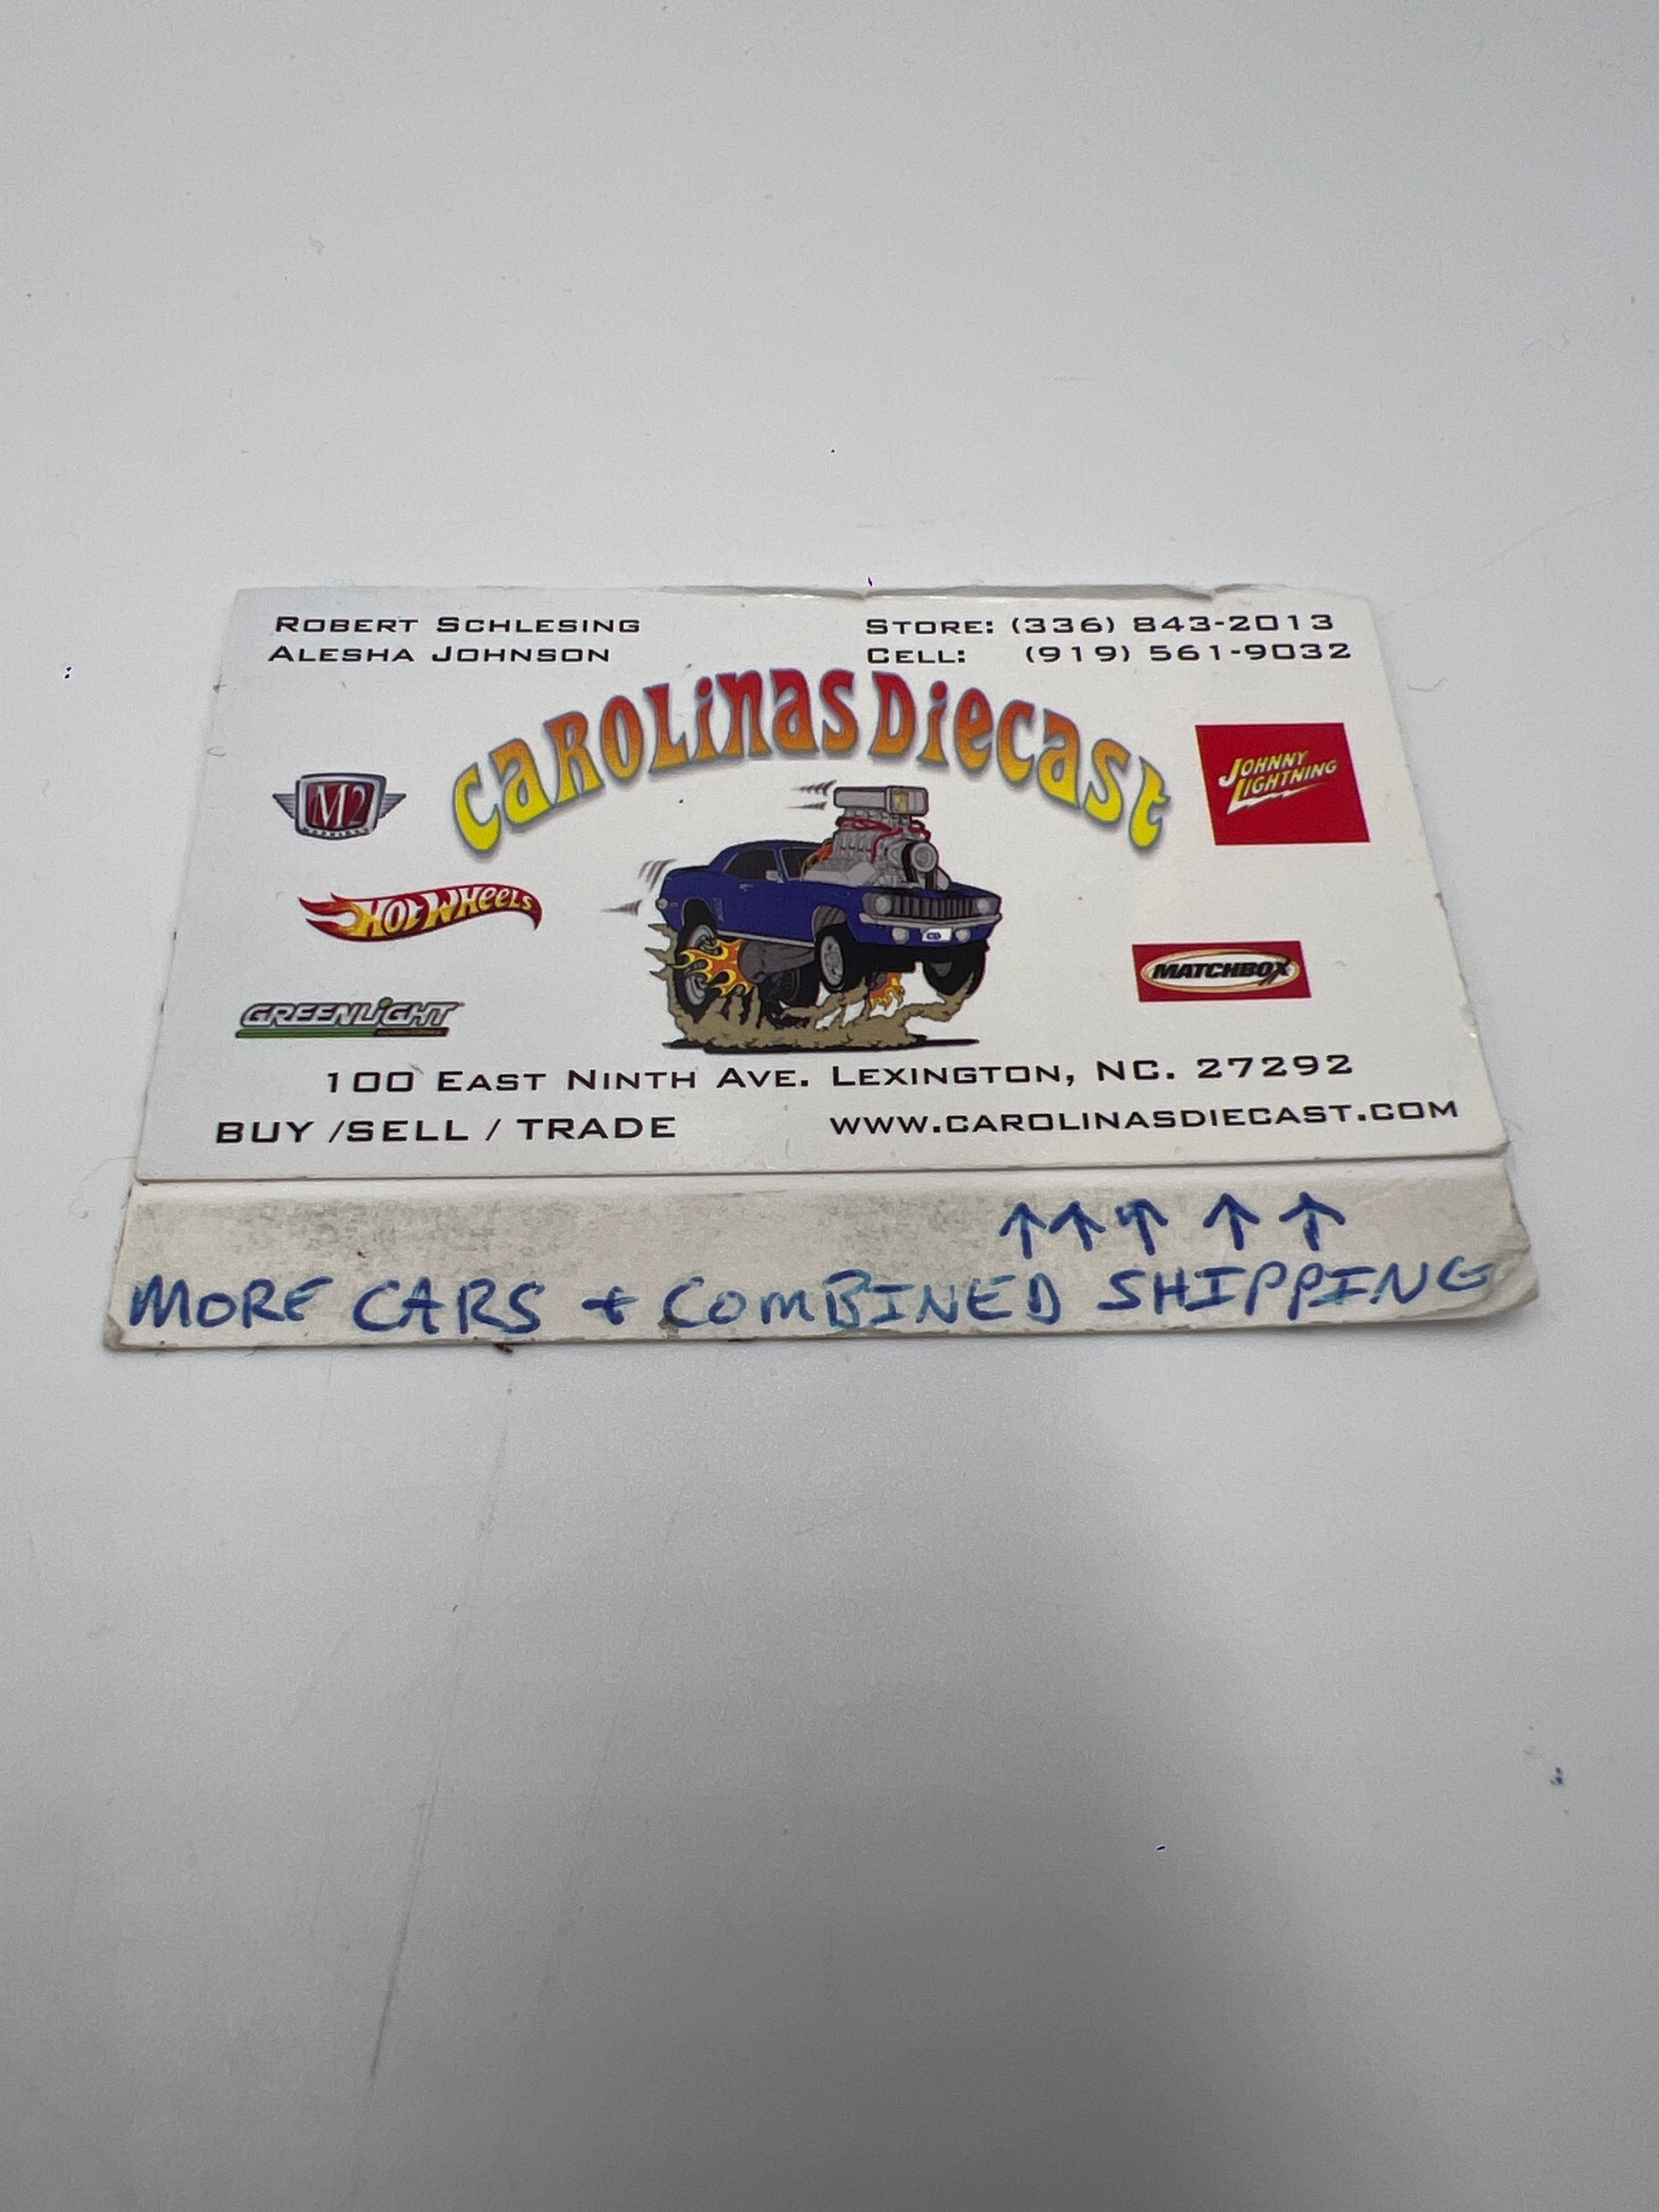 ROBERT SCHLESING
ALESHA JOHNSON
STORE: (336) 843-2013
CELL: (919) 561-9032
CAROLINAS DIECAST
M2
JOHNNY
LIGHTNING
HOT WHEELS
MATCHBOX
GREENLIGHT
100 EAST NINTH AVE. LEXINGTON, NC. 27292
BUY /SELL / TRADE
WWW.CAROLINASDIECAST.COM
↑↑↑↑↑
MORE CARS + COMBINED SHIPPING